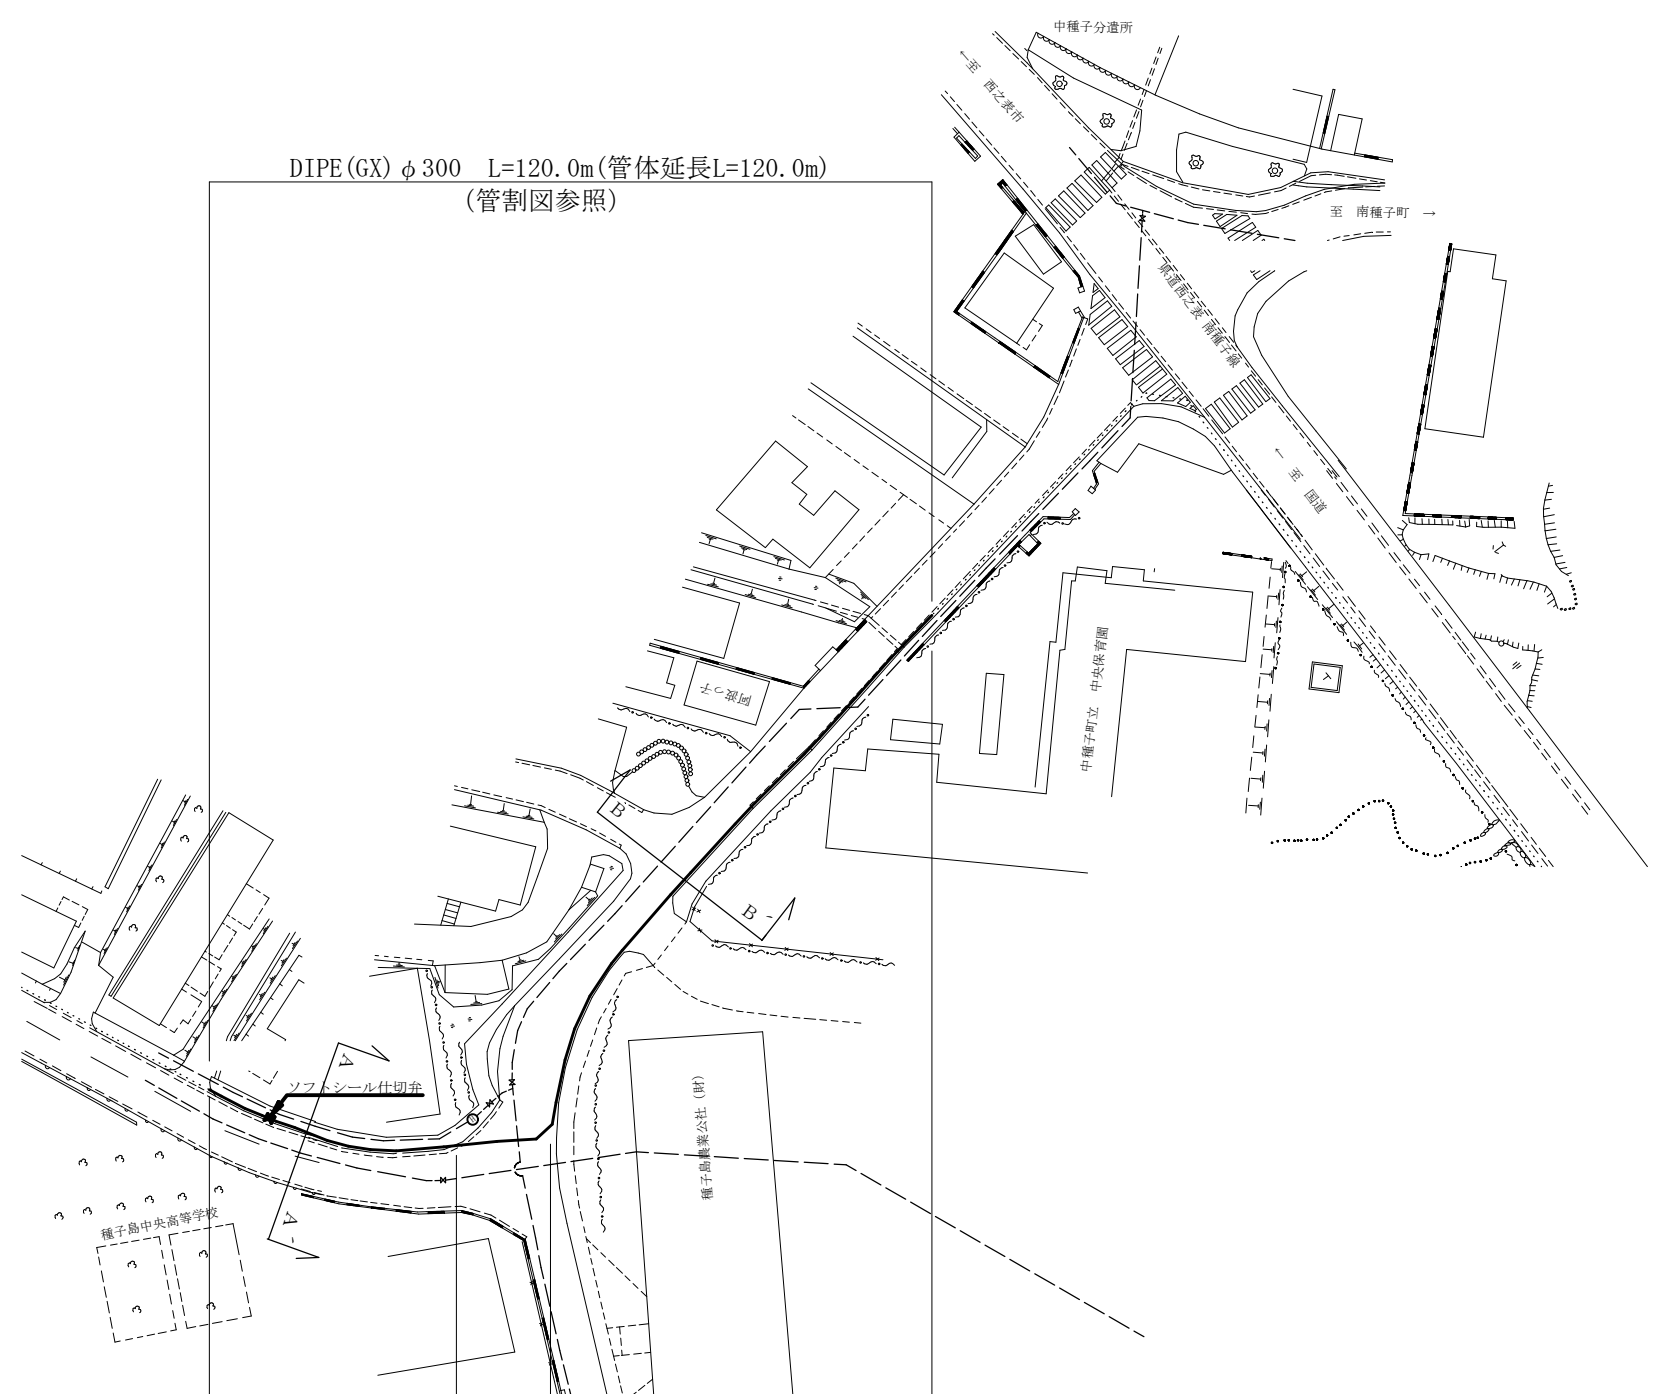 中種子分遣所
←至　西之表市
DIPE(GX)φ300　L=120.0m(管体延長L=120.0m)
(管割図参照)
至　南種子町　→
県道西之表　南種子線
←　至　国道
中種子町立　中央保育園
阿波っ子
B
B -
A
ソフトシール仕切弁
種子島農業公社（財）
A -
種子島中央高等学校